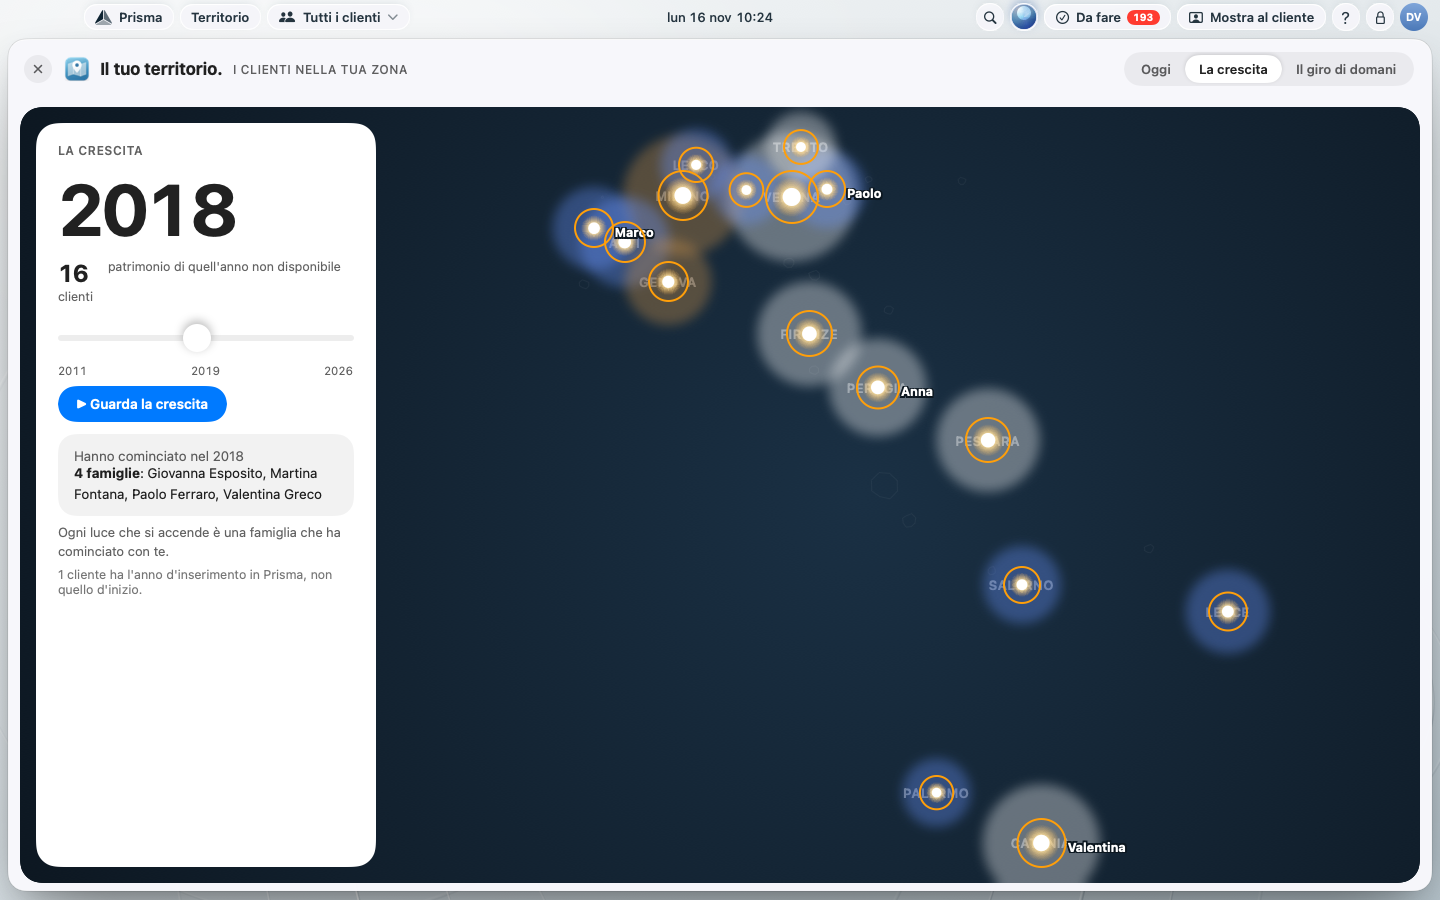 Prisma
Territorio
Tutti i clienti
lun 16 nov 10:24
Da fare 193
Mostra al cliente
?
DV
Il tuo territorio. I CLIENTI NELLA TUA ZONA
Oggi
La crescita
Il giro di domani
LA CRESCITA
2018
16 patrimonio di quell'anno non disponibile
clienti
2011 2019 2026
Guarda la crescita
Hanno cominciato nel 2018
4 famiglie: Giovanna Esposito, Martina
Fontana, Paolo Ferraro, Valentina Greco
Ogni luce che si accende è una famiglia che ha
cominciato con te.
1 cliente ha l'anno d'inserimento in Prisma, non
quello d'inizio.
Paolo
Marco
Anna
Valentina